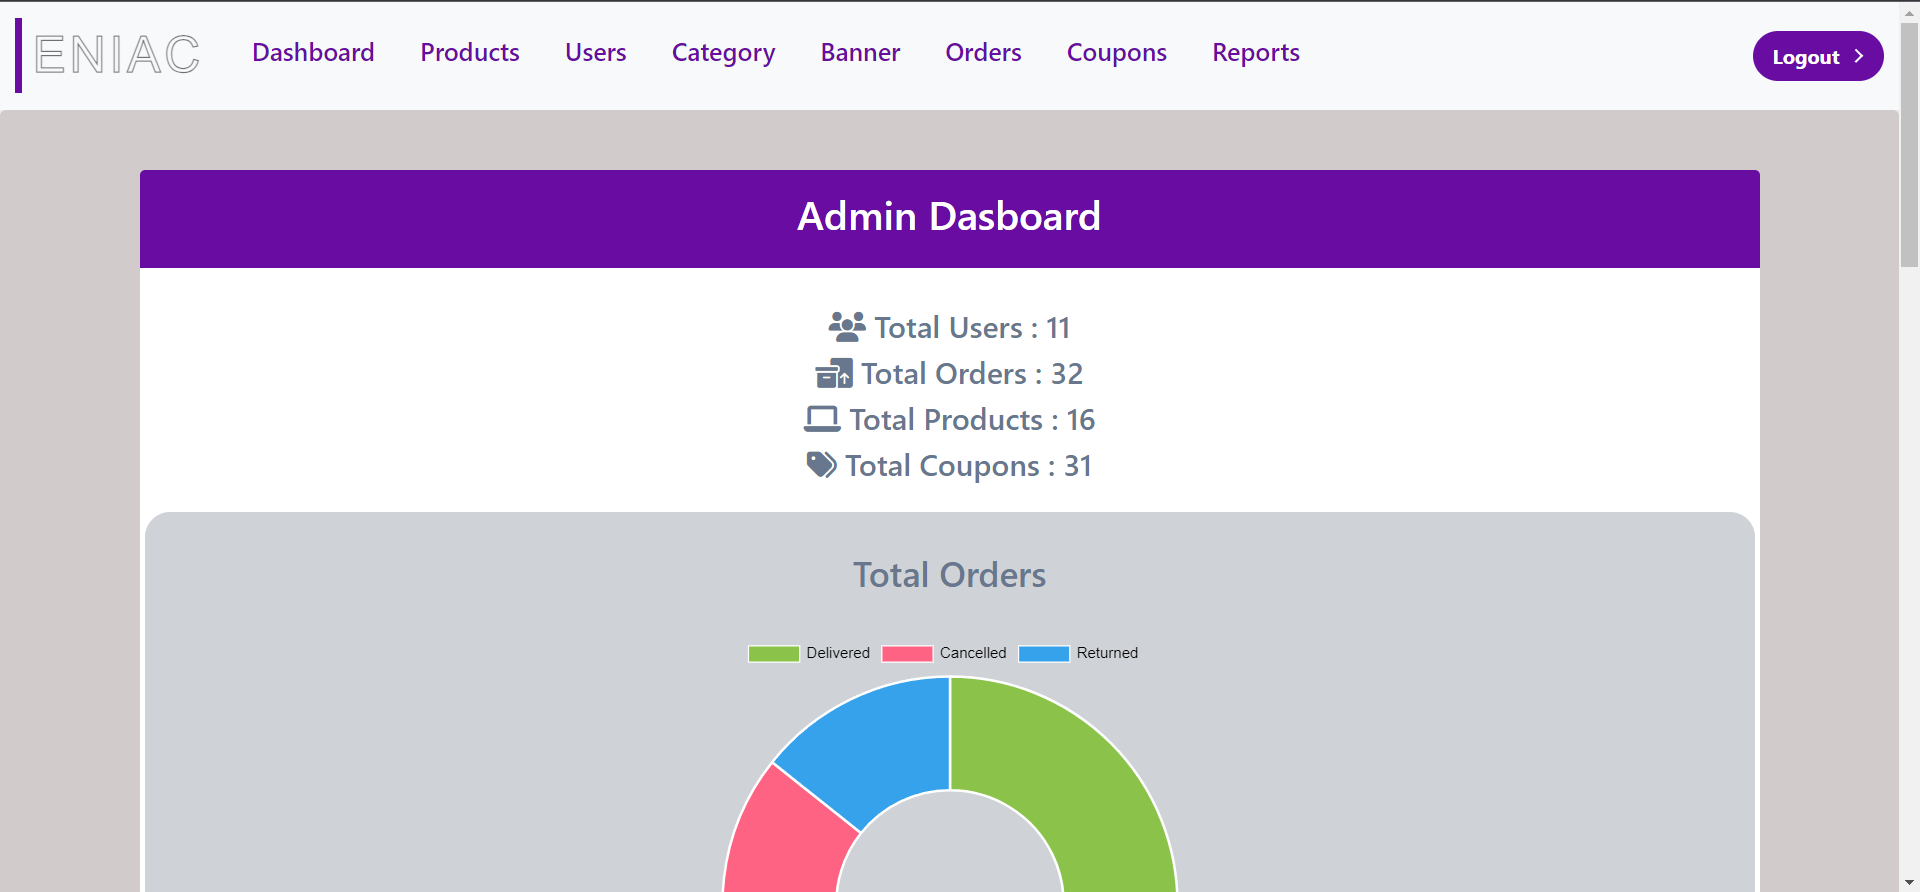 ENIAC
Dashboard Products Users Category Banner Orders Coupons Reports
Logout
Admin Dasboard
Total Users : 11
Total Orders : 32
Total Products : 16
Total Coupons : 31
Total Orders
Delivered Cancelled Returned